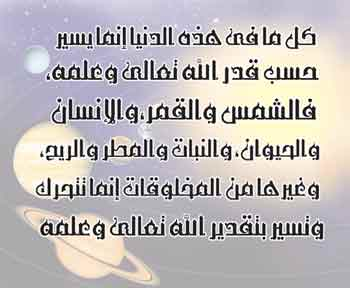 كل ما في هذه الدنيا إنما يسير
حسب قدر الله تعالى وعلمه،
فالشمس والقمر، والإنسان
والحيوان، والنبات والمطر والريح،
وغيرها من المخلوقات إنما تتحرك
وتسير بتقدير الله تعالى وعلمه